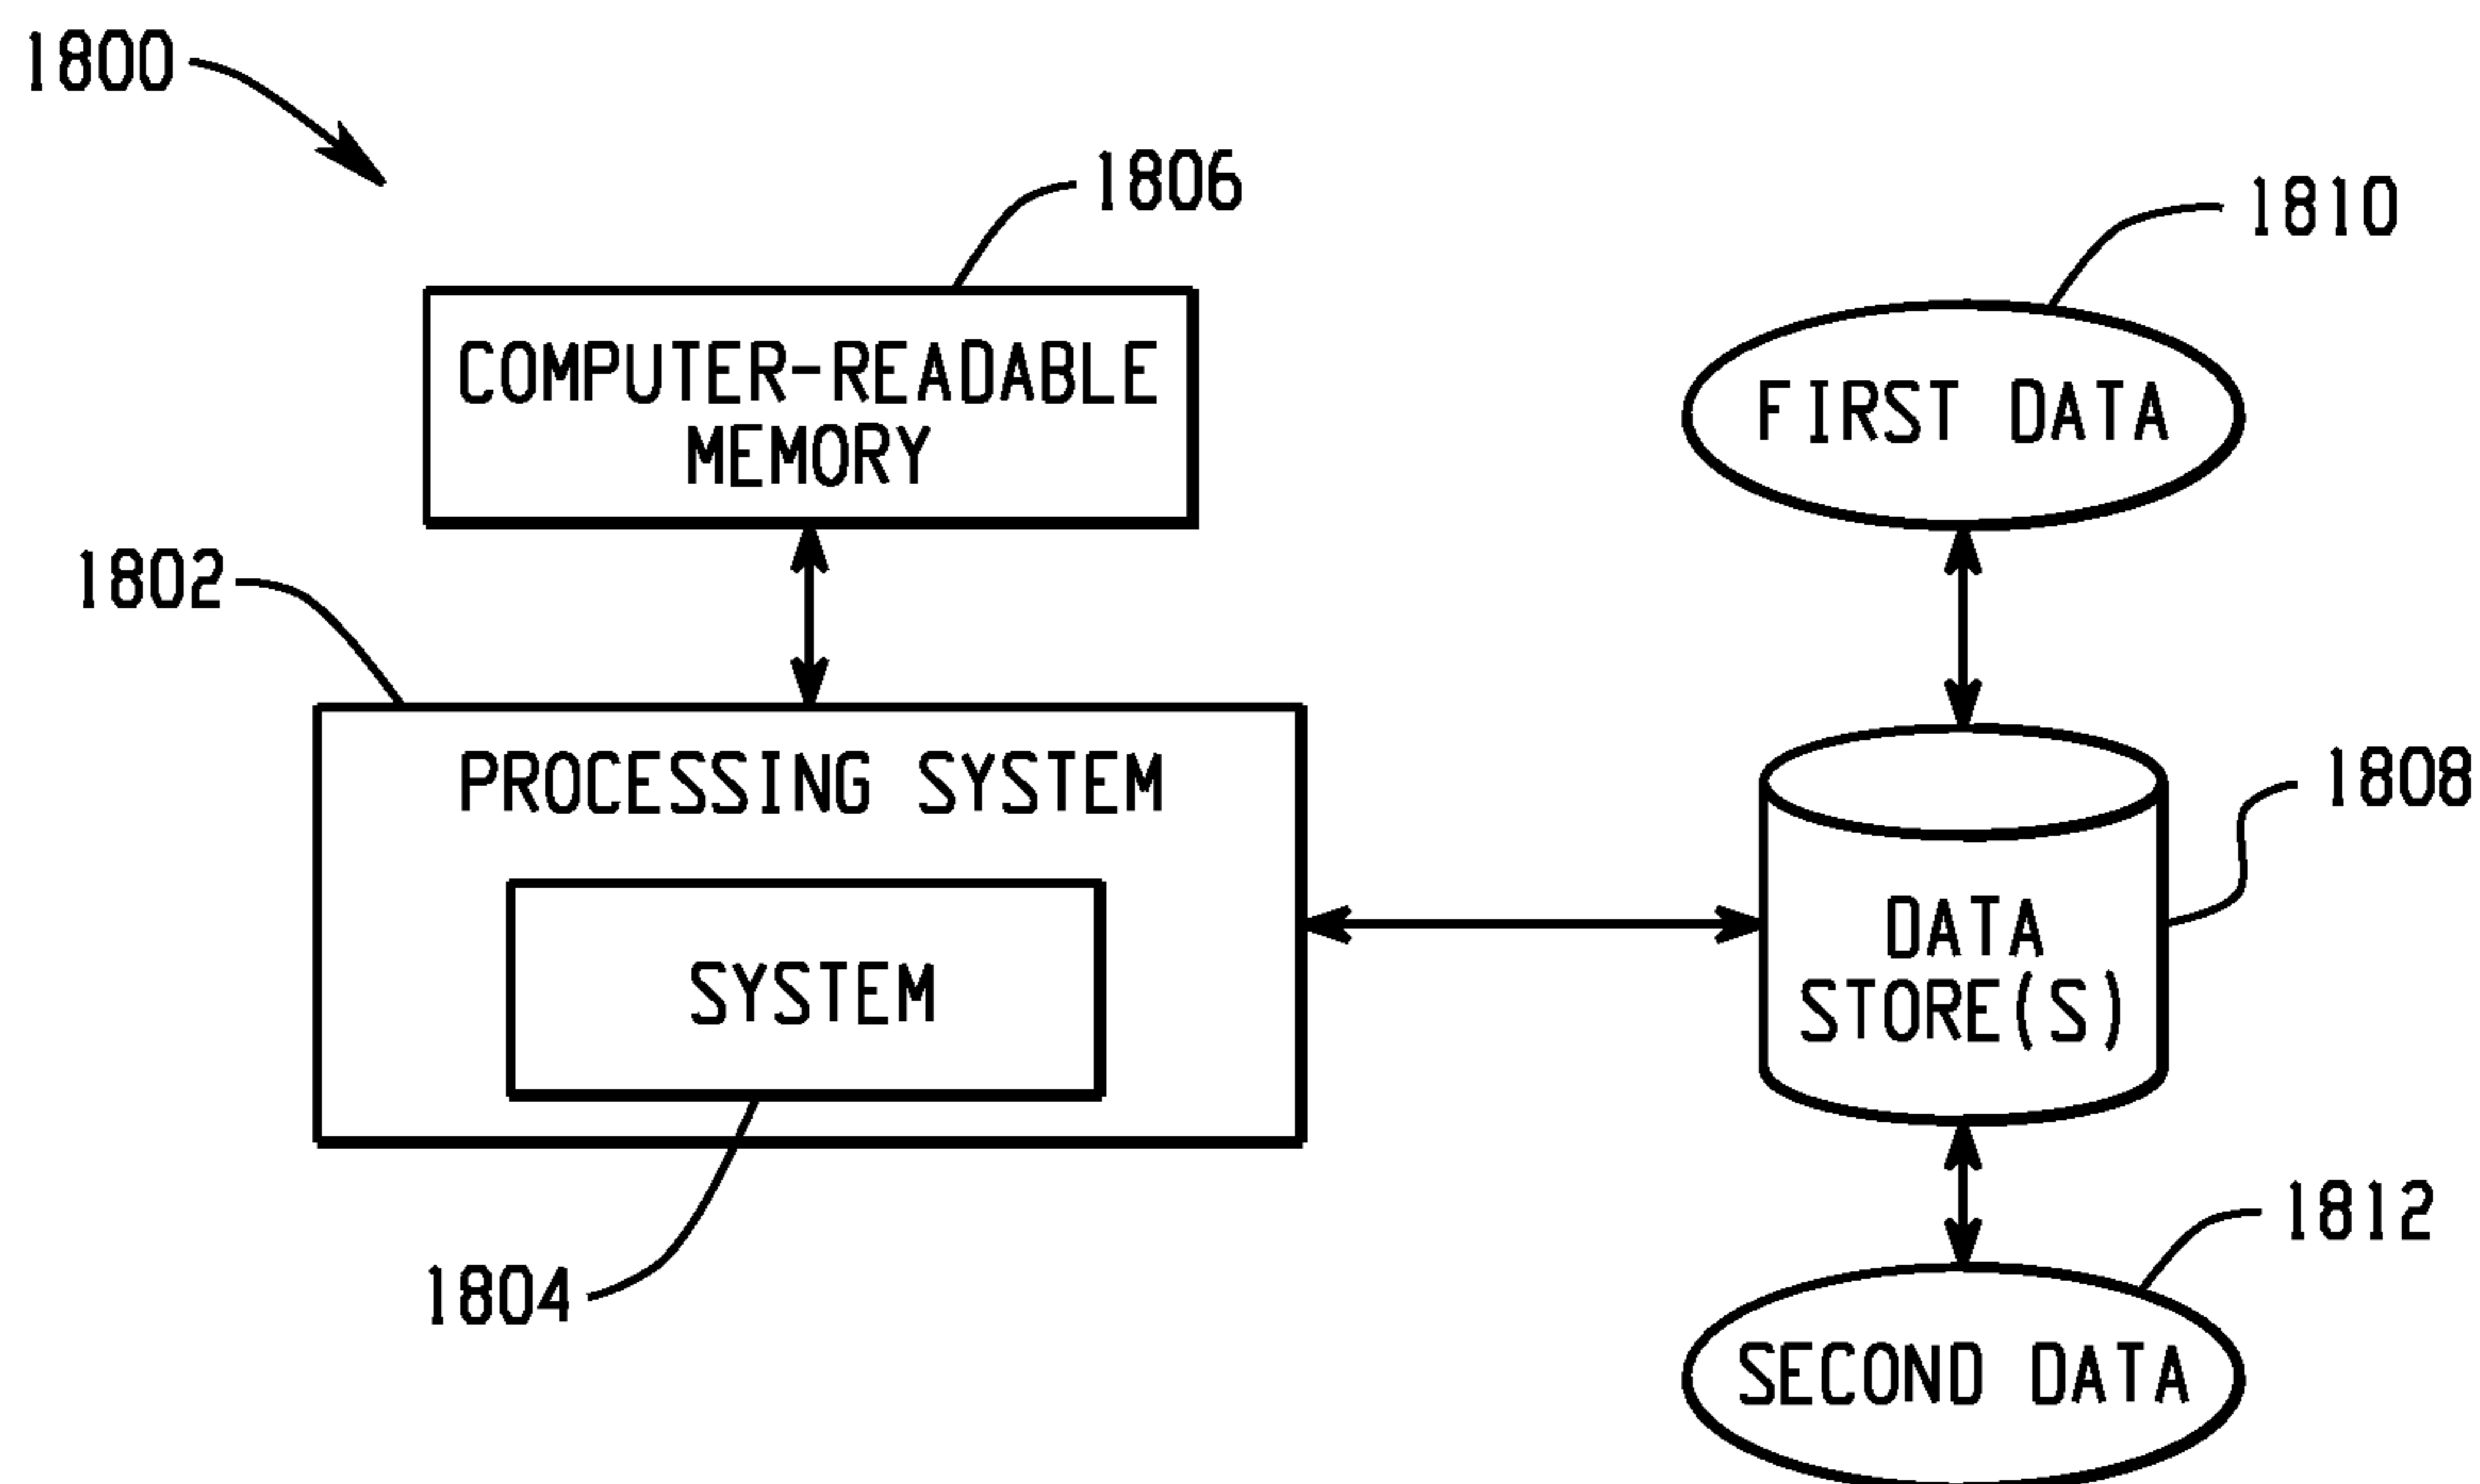 1800
1806
1810
COMPUTER-READABLE
MEMORY
FIRST DATA
1802
PROCESSING SYSTEM
1808
SYSTEM
DATA
STORE(S)
1804
1812
SECOND DATA